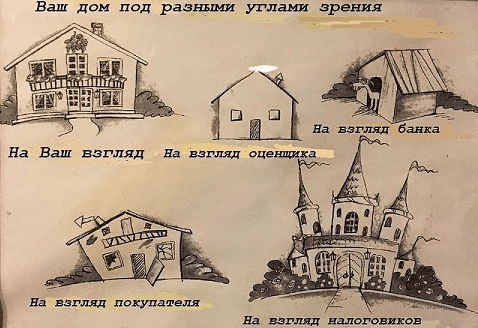 Ваш дом под разными углами зрения
На взгляд банка
На Ваш взгляд
На взгляд оценщика
На взгляд покупателя
На взгляд налоговиков